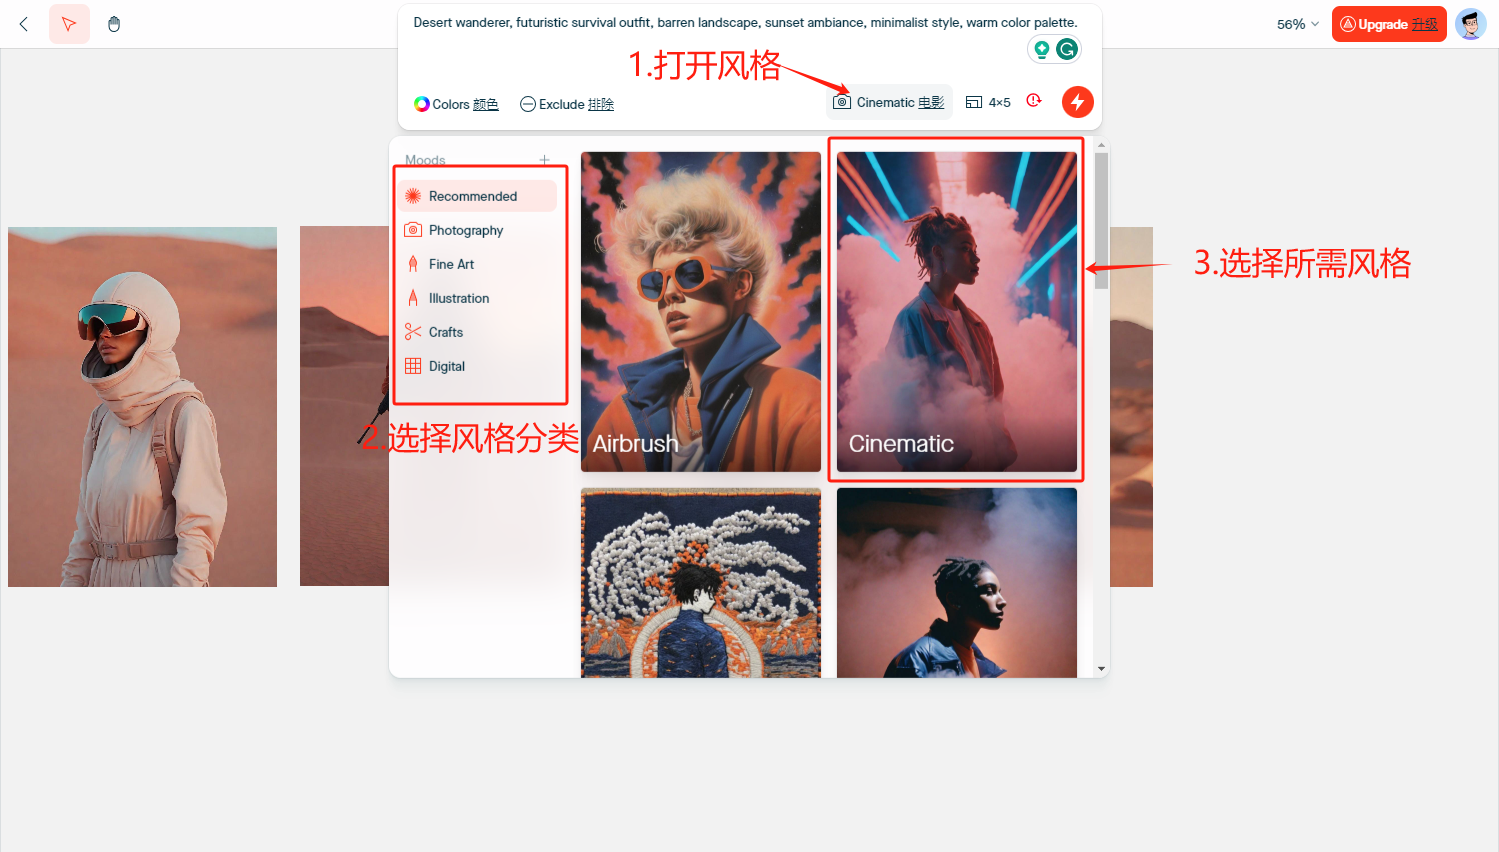 Desert wanderer, futuristic survival outfit, barren landscape, sunset ambiance, minimalist style, warm color palette.
56%
Upgrade 升级
1.打开风格
Colors 颜色
Exclude 排除
Cinematic 电影
4×5
Moods
Recommended
Photography
Fine Art
Illustration
Crafts
Digital
2.选择风格分类
Airbrush
Cinematic
3.选择所需风格